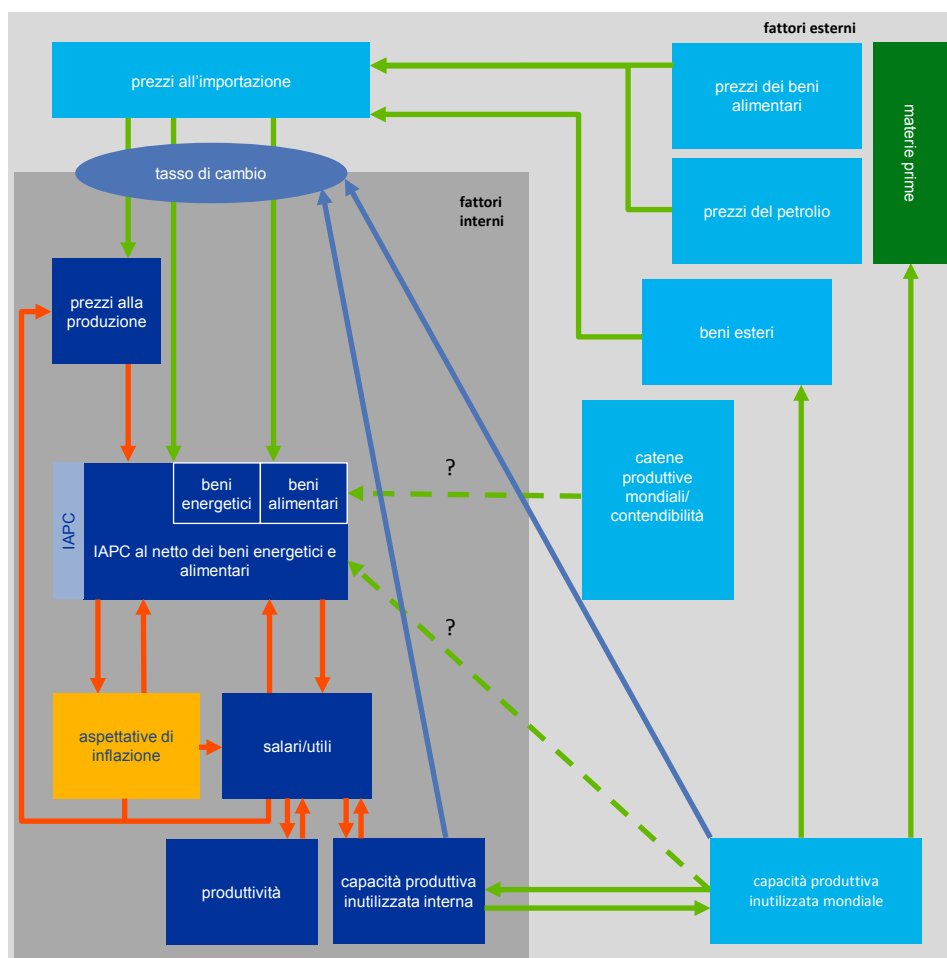 fattori esterni
prezzi all'importazione
prezzi dei beni
alimentari
materie prime
tasso di cambio
fattori
interni
prezzi del petrolio
prezzi alla
produzione
beni esteri
catene
produttive
mondiali/
contendibilità
?
beni
energetici
beni
alimentari
IAPC
IAPC al netto dei beni energetici e
alimentari
?
aspettative di
inflazione
salari/utili
produttività
capacità produttiva
inutilizzata interna
capacità produttiva
inutilizzata mondiale